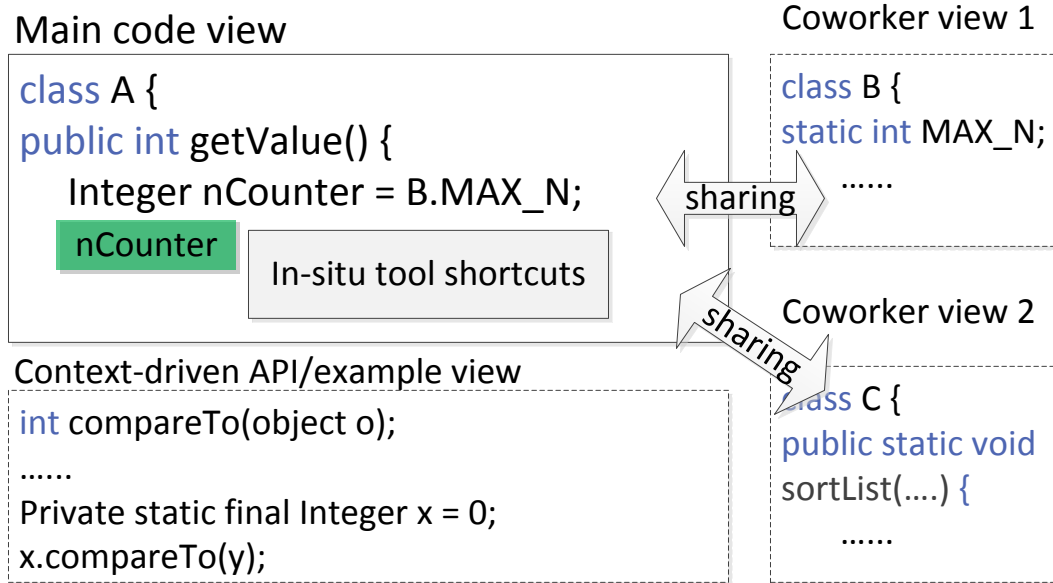 Main code view
class A {
public int getValue() {
Integer nCounter = B.MAX_N;
nCounter
In-situ tool shortcuts
Context-driven API/example view
int compareTo(object o);
…...
Private static final Integer x = 0;
x.compareTo(y);
sharing
sharing
Coworker view 1
class B {
static int MAX_N;
…...
Coworker view 2
class C {
public static void
sortList(….) {
…...